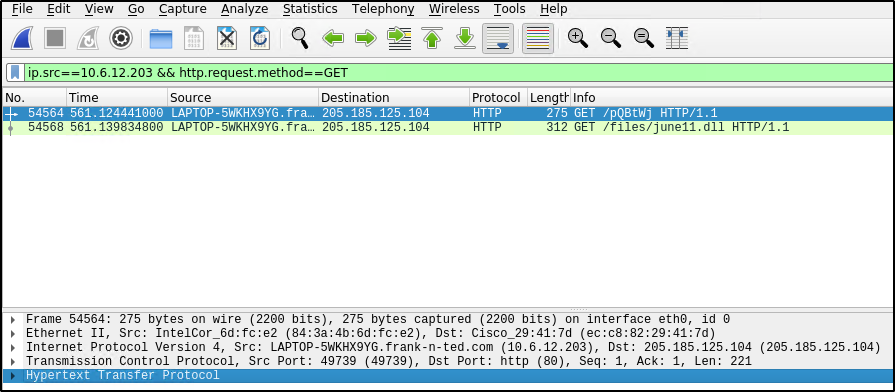 File Edit View Go Capture Analyze Statistics Telephony Wireless Tools Help
ip.src==10.6.12.203 && http.request.method==GET
No. Time Source Destination Protocol Length Info
54564 561.124441000 LAPTOP-5WKHX9YG.fra… 205.185.125.104 HTTP 275 GET /pQBtWj HTTP/1.1
54568 561.139834800 LAPTOP-5WKHX9YG.fra… 205.185.125.104 HTTP 312 GET /files/june11.dll HTTP/1.1
Frame 54564: 275 bytes on wire (2200 bits), 275 bytes captured (2200 bits) on interface eth0, id 0
Ethernet II, Src: IntelCor_6d:fc:e2 (84:3a:4b:6d:fc:e2), Dst: Cisco_29:41:7d (ec:c8:82:29:41:7d)
Internet Protocol Version 4, Src: LAPTOP-5WKHX9YG.frank-n-ted.com (10.6.12.203), Dst: 205.185.125.104 (205.185.125.104)
Transmission Control Protocol, Src Port: 49739 (49739), Dst Port: http (80), Seq: 1, Ack: 1, Len: 221
Hypertext Transfer Protocol